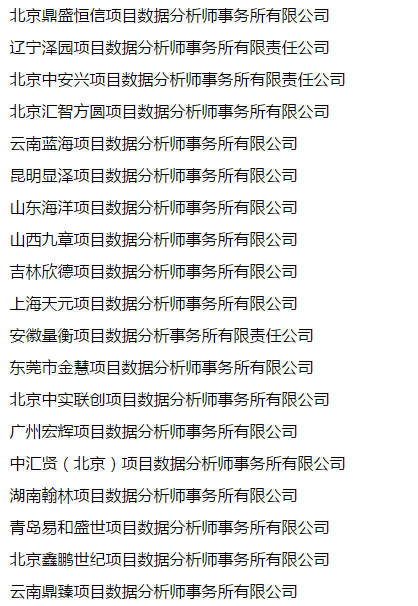 北京鼎盛恒信项目数据分析师事务所有限公司
辽宁泽园项目数据分析师事务所有限责任公司
北京中安兴项目数据分析师事务所有限责任公司
北京汇智方圆项目数据分析师事务所有限公司
云南蓝海项目数据分析师事务所有限公司
昆明显泽项目数据分析师事务所有限公司
山东海洋项目数据分析师事务所有限公司
山西九章项目数据分析师事务所有限公司
吉林欣德项目数据分析师事务所有限公司
上海天元项目数据分析师事务所有限公司
安徽量衡项目数据分析事务所有限责任公司
东莞市金慧项目数据分析师事务所有限公司
北京中实联创项目数据分析师事务所有限公司
广州宏辉项目数据分析师事务所有限公司
中汇贤（北京）项目数据分析师事务所有限公司
湖南翰林项目数据分析师事务所有限公司
青岛易和盛世项目数据分析师事务所有限公司
北京鑫鹏世纪项目数据分析师事务所有限公司
云南鼎臻项目数据分析师事务所有限公司